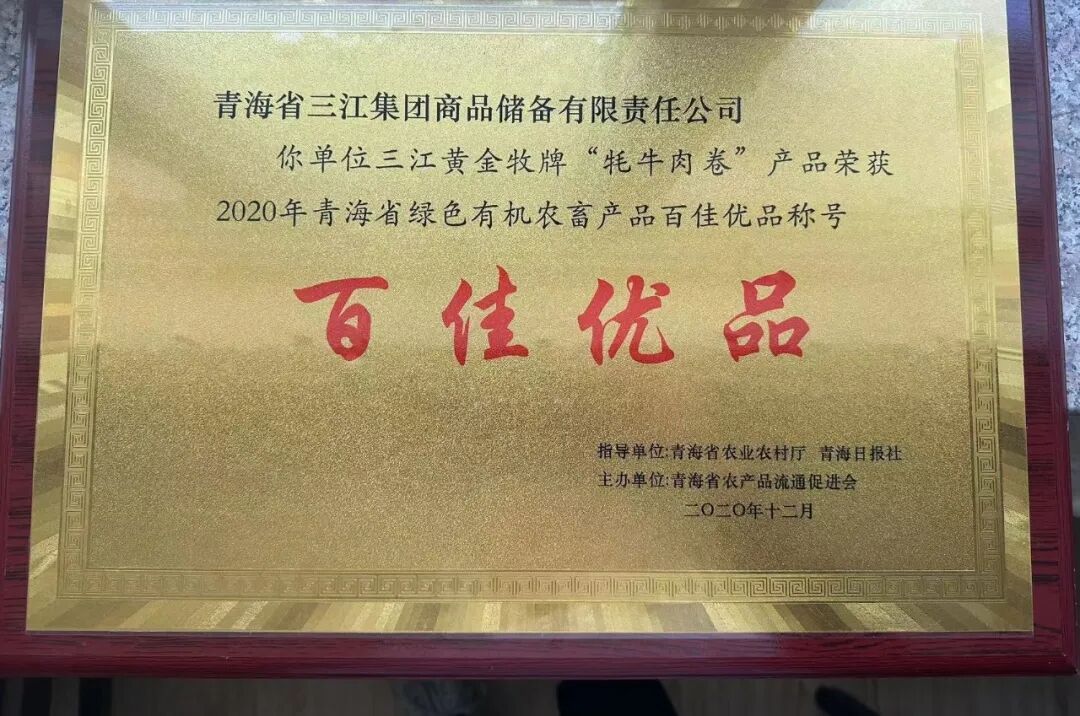 青海省三江集团商品储备有限责任公司
你单位三江黄金牧牌“牦牛肉卷”产品荣获
2020年青海省绿色有机农畜产品百佳优品称号
百佳优品
指导单位:青海省农业农村厅 青海日报社
主办单位:青海省农产品流通促进会
二〇二〇年十二月